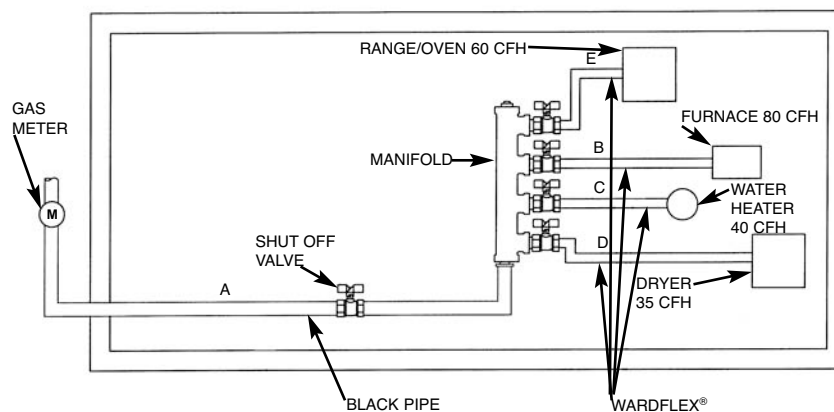 RANGE/OVEN 60 CFH
E
GAS
METER
FURNACE 80 CFH
B
MANIFOLD
C
WATER
HEATER
40 CFH
M
SHUT OFF
VALVE
D
A
DRYER
35 CFH
BLACK PIPE
WARDFLEX®